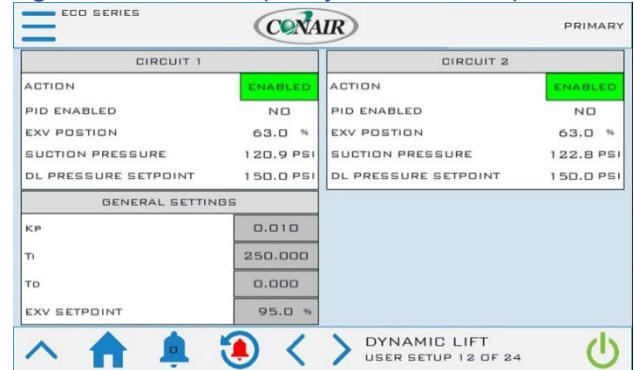 ECO SERIES
CONAIR
PRIMARY
CIRCUIT 1
ACTION ENABLED
PID ENABLED NO
EXV POSTION 63.0 %
SUCTION PRESSURE 120.9 PSI
DL PRESSURE SETPOINT 150.0 PSI
CIRCUIT 2
ACTION ENABLED
PID ENABLED NO
EXV POSTION 63.0 %
SUCTION PRESSURE 122.8 PSI
DL PRESSURE SETPOINT 150.0 PSI
GENERAL SETTINGS
KP 0.010
TI 250.000
TD 0.000
EXV SETPOINT 95.0 %
0
DYNAMIC LIFT
USER SETUP 12 OF 24